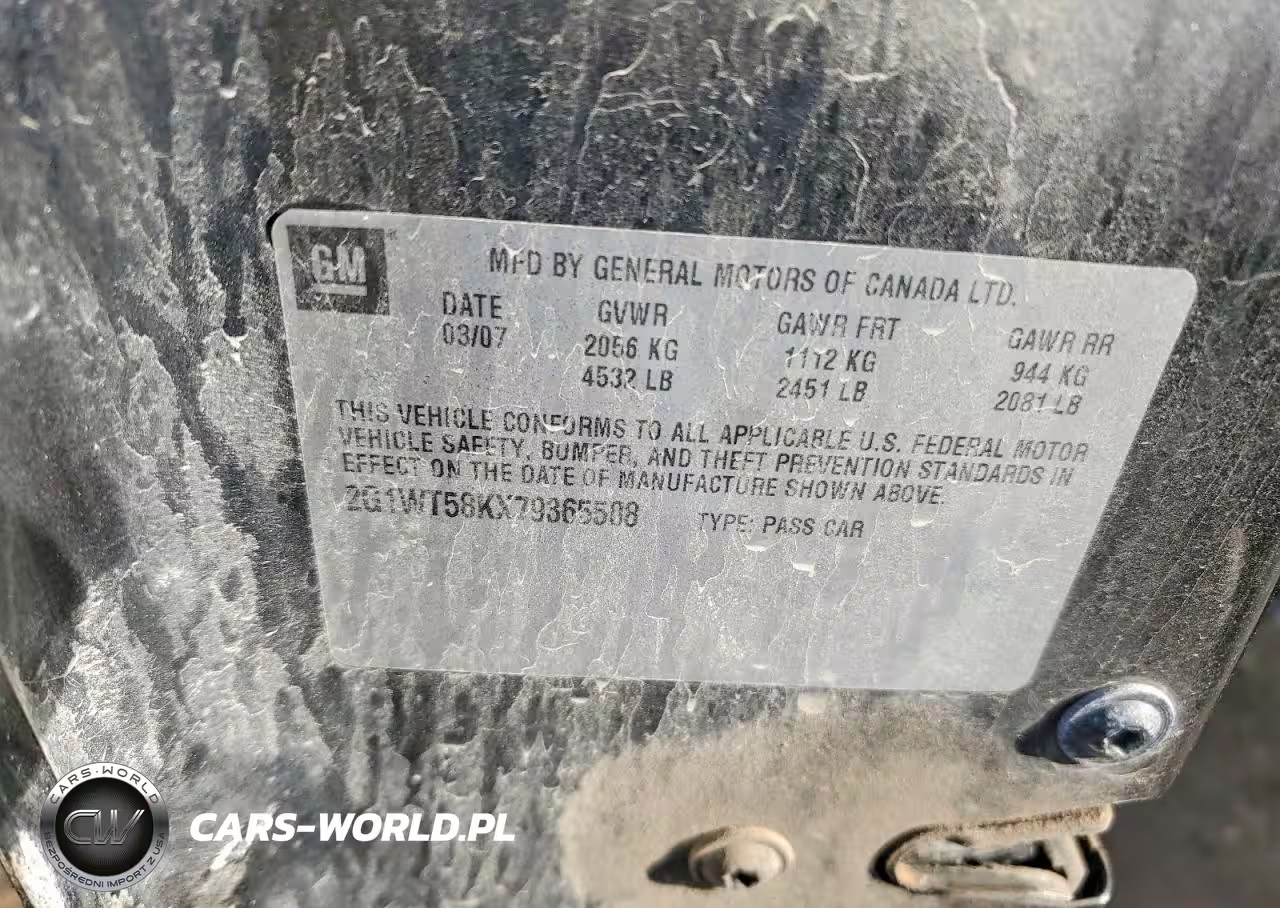 GM
MFD BY GENERAL MOTORS OF CANADA LTD.
DATE GVWR GAWR FRT GAWR RR
03/07 2056 KG 1112 KG 944 KG
4532 LB 2451 LB 2081 LB
THIS VEHICLE CONFORMS TO ALL APPLICABLE U.S. FEDERAL MOTOR
VEHICLE SAFETY, BUMPER, AND THEFT PREVENTION STANDARDS IN
EFFECT ON THE DATE OF MANUFACTURE SHOWN ABOVE.
2G1WT58KX79365508 TYPE: PASS CAR
CARS-WORLD
CW
BEZPOŚREDNI IMPORT Z USA
CARS-WORLD.PL